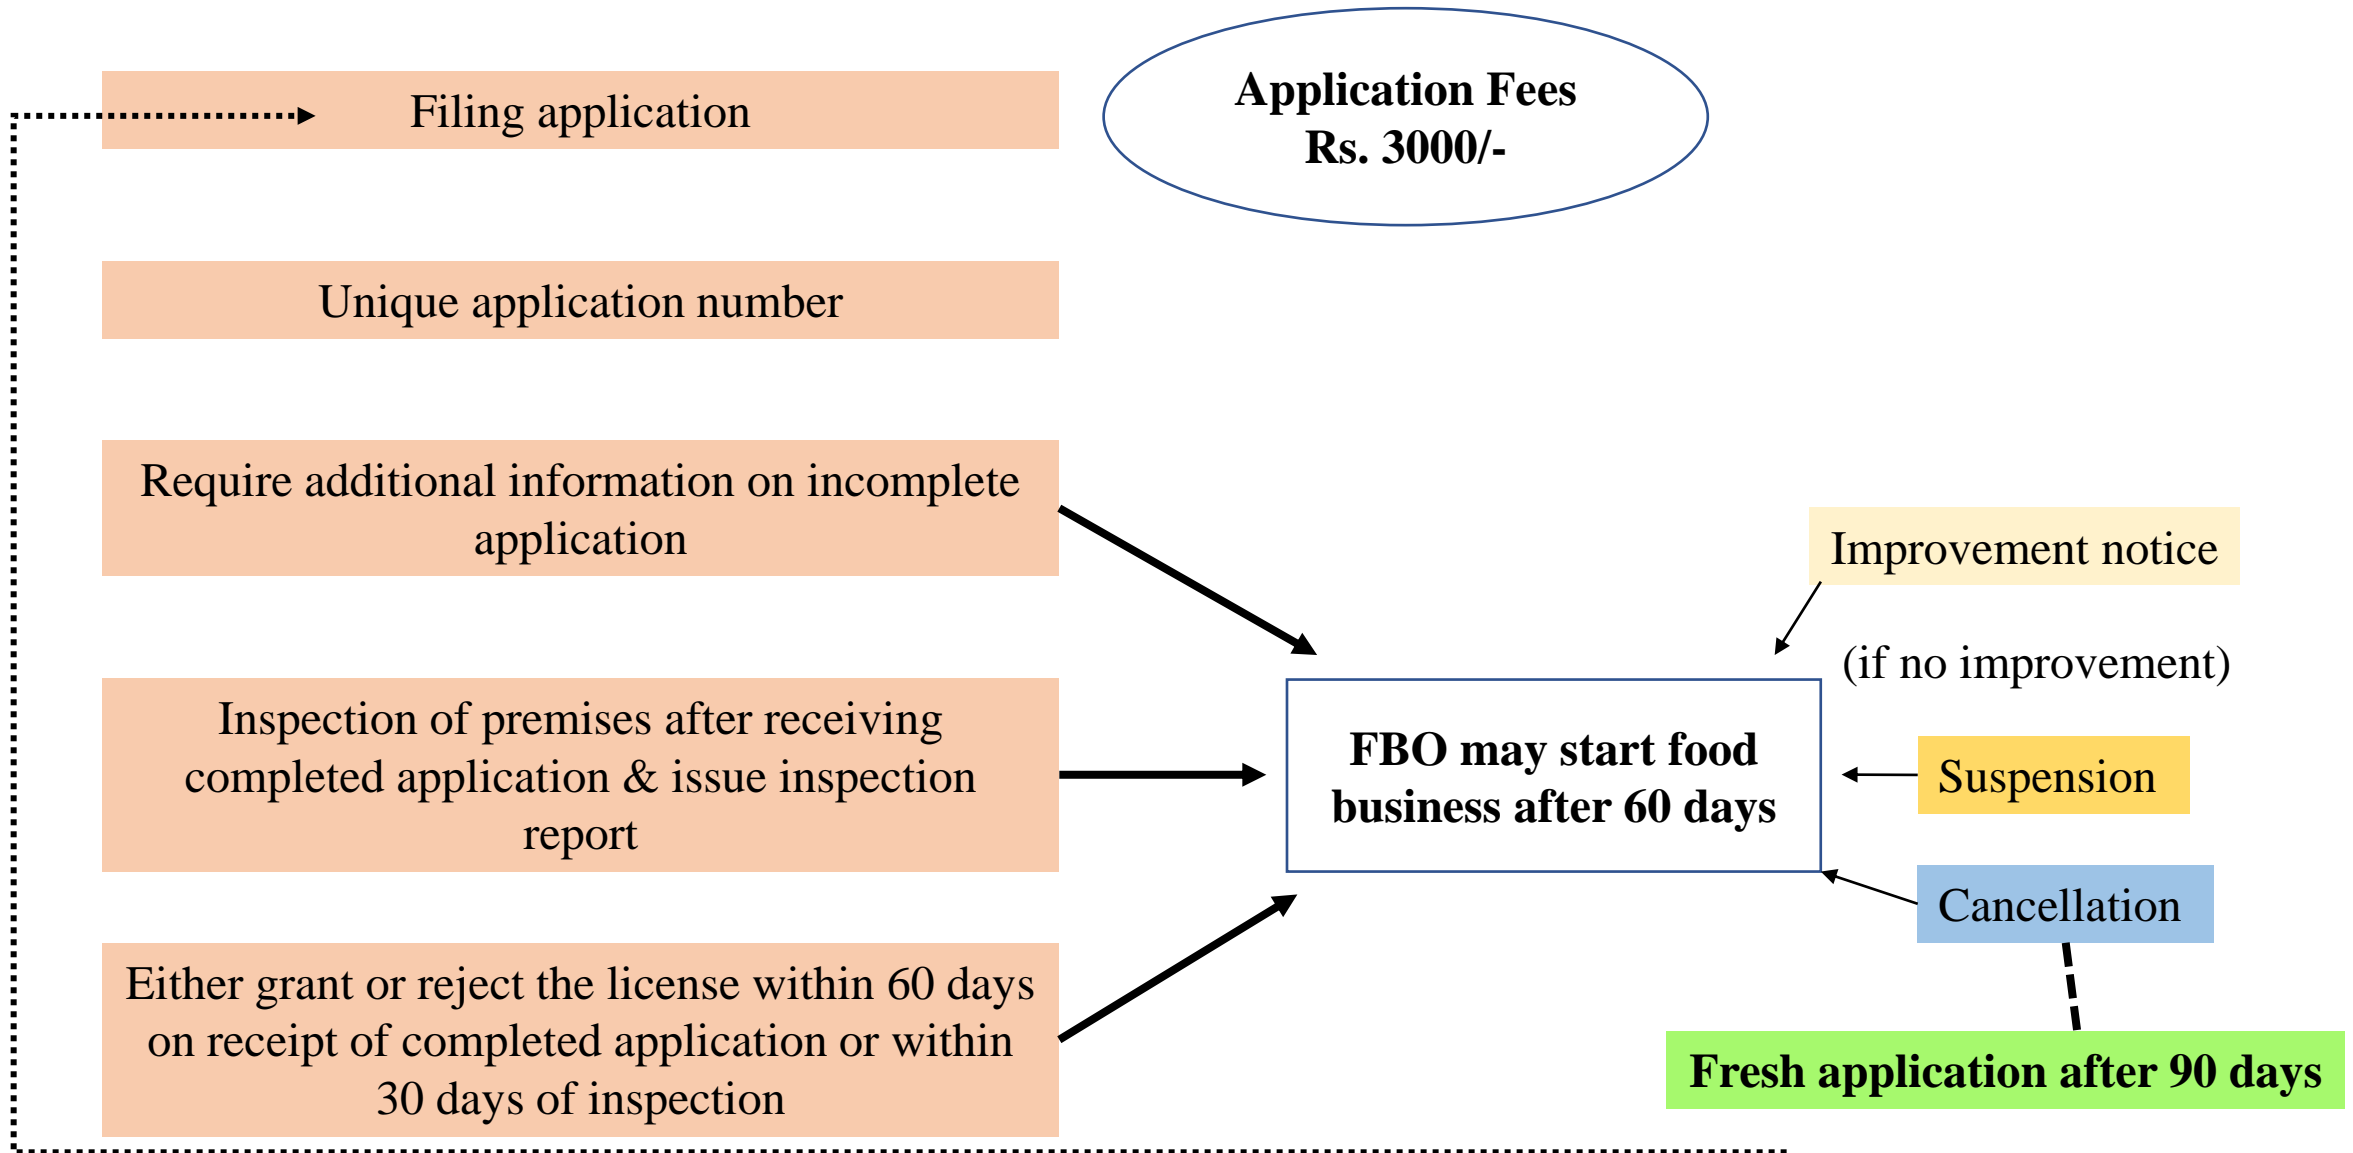 Filing application
Application Fees
Rs. 3000/-
Unique application number
Require additional information on incomplete
application
Inspection of premises after receiving
completed application & issue inspection
report
Either grant or reject the license within 60 days
on receipt of completed application or within
30 days of inspection
FBO may start food
business after 60 days
Improvement notice
(if no improvement)
Suspension
Cancellation
Fresh application after 90 days